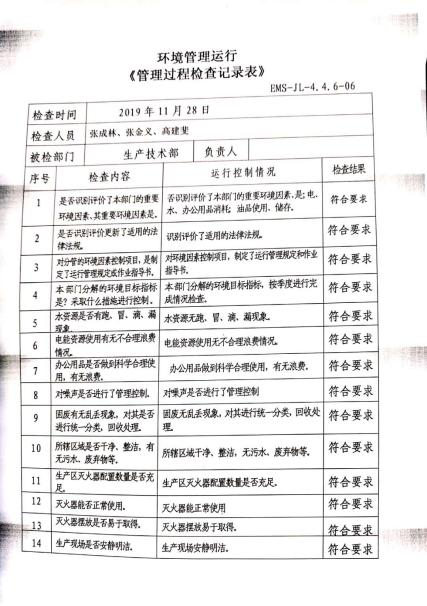 环境管理运行
《管理过程检查记录表》
EMS-JL-4.4.6-06
检查时间 2019 年 11 月 28 日
检查人员 张成林、张金义、高建斐
被检部门 生产技术部 负责人
序号 检查内容 运行控制情况 检查结果
1 是否识别评价了本部门的重要 否识别评价了本部门的重要环境因素、是;电、 符合要求
环境因素、其重要环境因素是。 水、办公用品消耗;油品使用、储存。
2 是否识别评价更新了适用的法 识别评价了适用的法律法规。 符合要求
律法规。
3 对分管的环境因素控制项目,是制 对环境因素控制项目,制定了运行管理规定和作业 符合要求
定了运行管理规定或作业指导书。 指导书。
4 本部门分解的环境目标指标 本部门分解的环境目标指标,按季度进行完 符合要求
是?采取什么措施进行控制。 成情况检查。
5 水资源是否有跑、冒、滴、漏 水资源无跑、冒、滴、漏现象。 符合要求
现象
6 电能资源使用有无不合理浪费 电能资源使用有无不合理浪费情况。 符合要求
情况。
7 办公用品是否做到科学合理使 办公用品是否做到科学合理使用,有无浪费。 符合要求
用,有无浪费。
8 对噪声是否进行了管理控制。 对噪声是否进行了管理控制 符合要求
9 固废有无乱丢现象,对其是否 固废有无乱丢现象,对其进行统一分类,回收处 符合要求
进行统一分类,回收处理。 理。
10 所辖区域是否干净、整洁,有 所辖区域干净、整洁,无污水、废弃物等。 符合要求
无污水、废弃物等。
11 生产区灭火器配置数量是否充 生产区灭火器配置数量是否充足。 符合要求
足。
12 灭火器能否正常使用 灭火器能否正常使用 符合要求
13 灭火器摆放是否易于取得。 灭火器摆放易于取得。 符合要求
14 生产现场是否安静明洁。 生产现场安静明洁。 符合要求